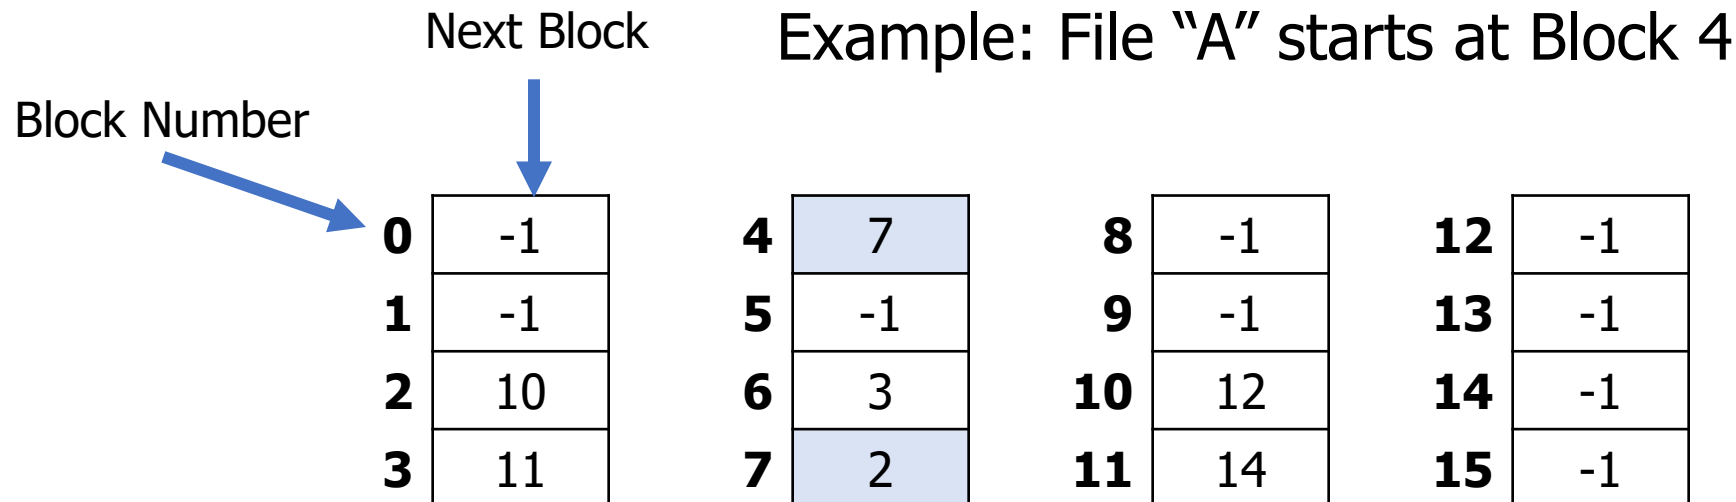 Next Block
Example: File “A” starts at Block 4
Block Number
0 -1 4 7 8 -1 12 -1
1 -1 5 -1 9 -1 13 -1
2 10 6 3 10 12 14 -1
3 11 7 2 11 14 15 -1